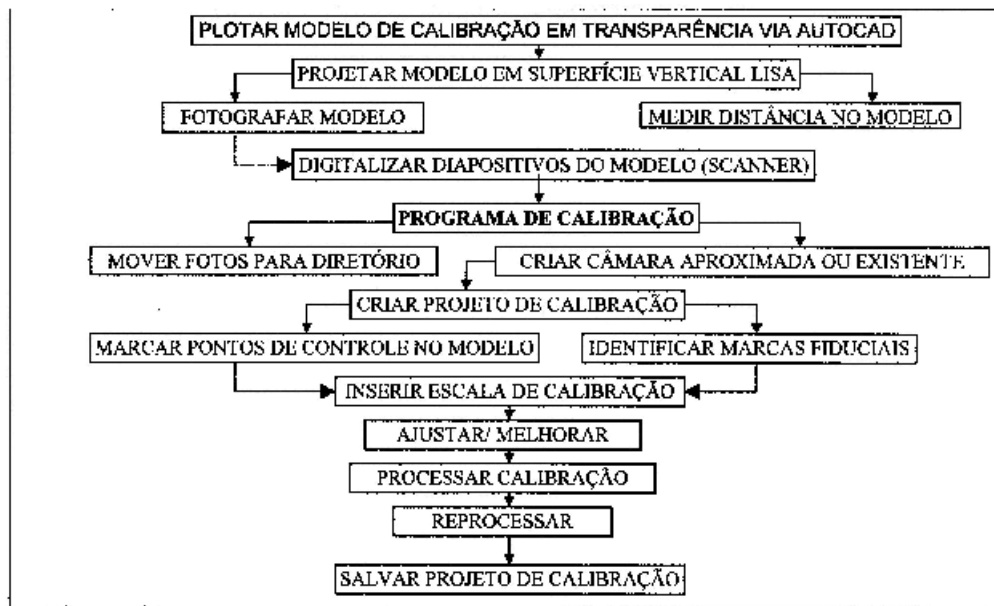 PLOTAR MODELO DE CALIBRAÇÃO EM TRANSPARÊNCIA VIA AUTOCAD
PROJETAR MODELO EM SUPERFÍCIE VERTICAL LISA
FOTOGRAFAR MODELO
MEDIR DISTÂNCIA NO MODELO
DIGITALIZAR DIAPOSITIVOS DO MODELO (SCANNER)
PROGRAMA DE CALIBRAÇÃO
MOVER FOTOS PARA DIRETÓRIO
CRIAR CÂMARA APROXIMADA OU EXISTENTE
CRIAR PROJETO DE CALIBRAÇÃO
MARCAR PONTOS DE CONTROLE NO MODELO
IDENTIFICAR MARCAS FIDUCIAIS
INSERIR ESCALA DE CALIBRAÇÃO
AJUSTAR/ MELHORAR
PROCESSAR CALIBRAÇÃO
REPROCESSAR
SALVAR PROJETO DE CALIBRAÇÃO